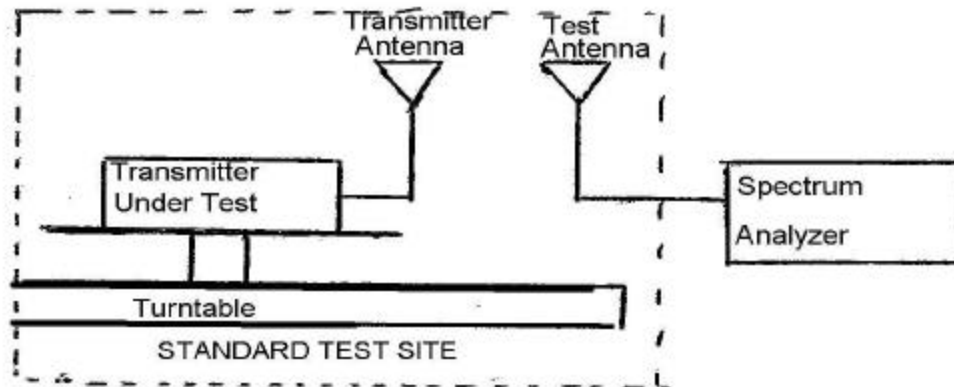 Transmitter
Antenna
Test
Antenna
Transmitter
Under Test
Spectrum
Analyzer
Turntable
STANDARD TEST SITE